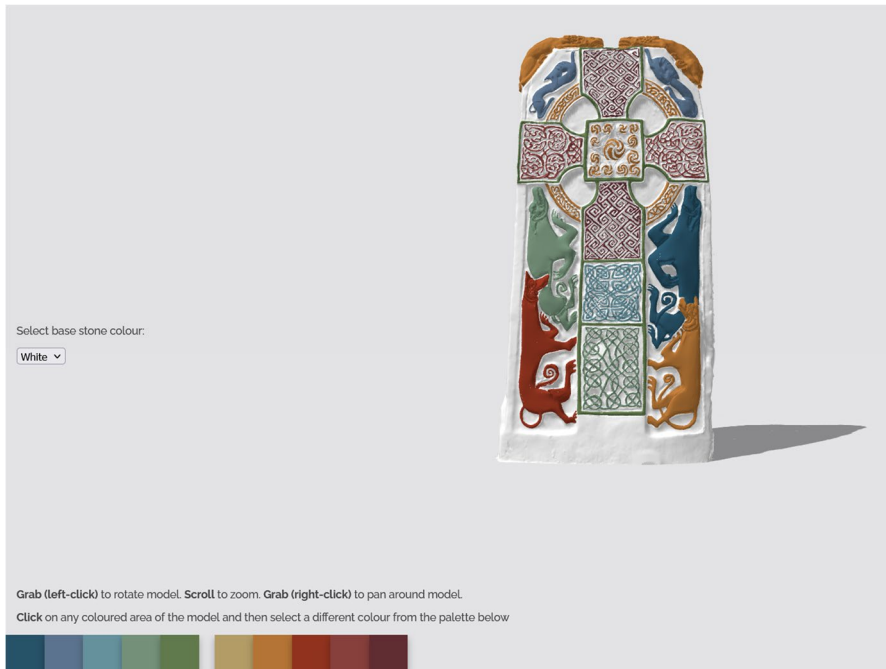 Select base stone colour:
White
Grab (left-click) to rotate model. Scroll to zoom. Grab (right-click) to pan around model.
Click on any coloured area of the model and then select a different colour from the palette below